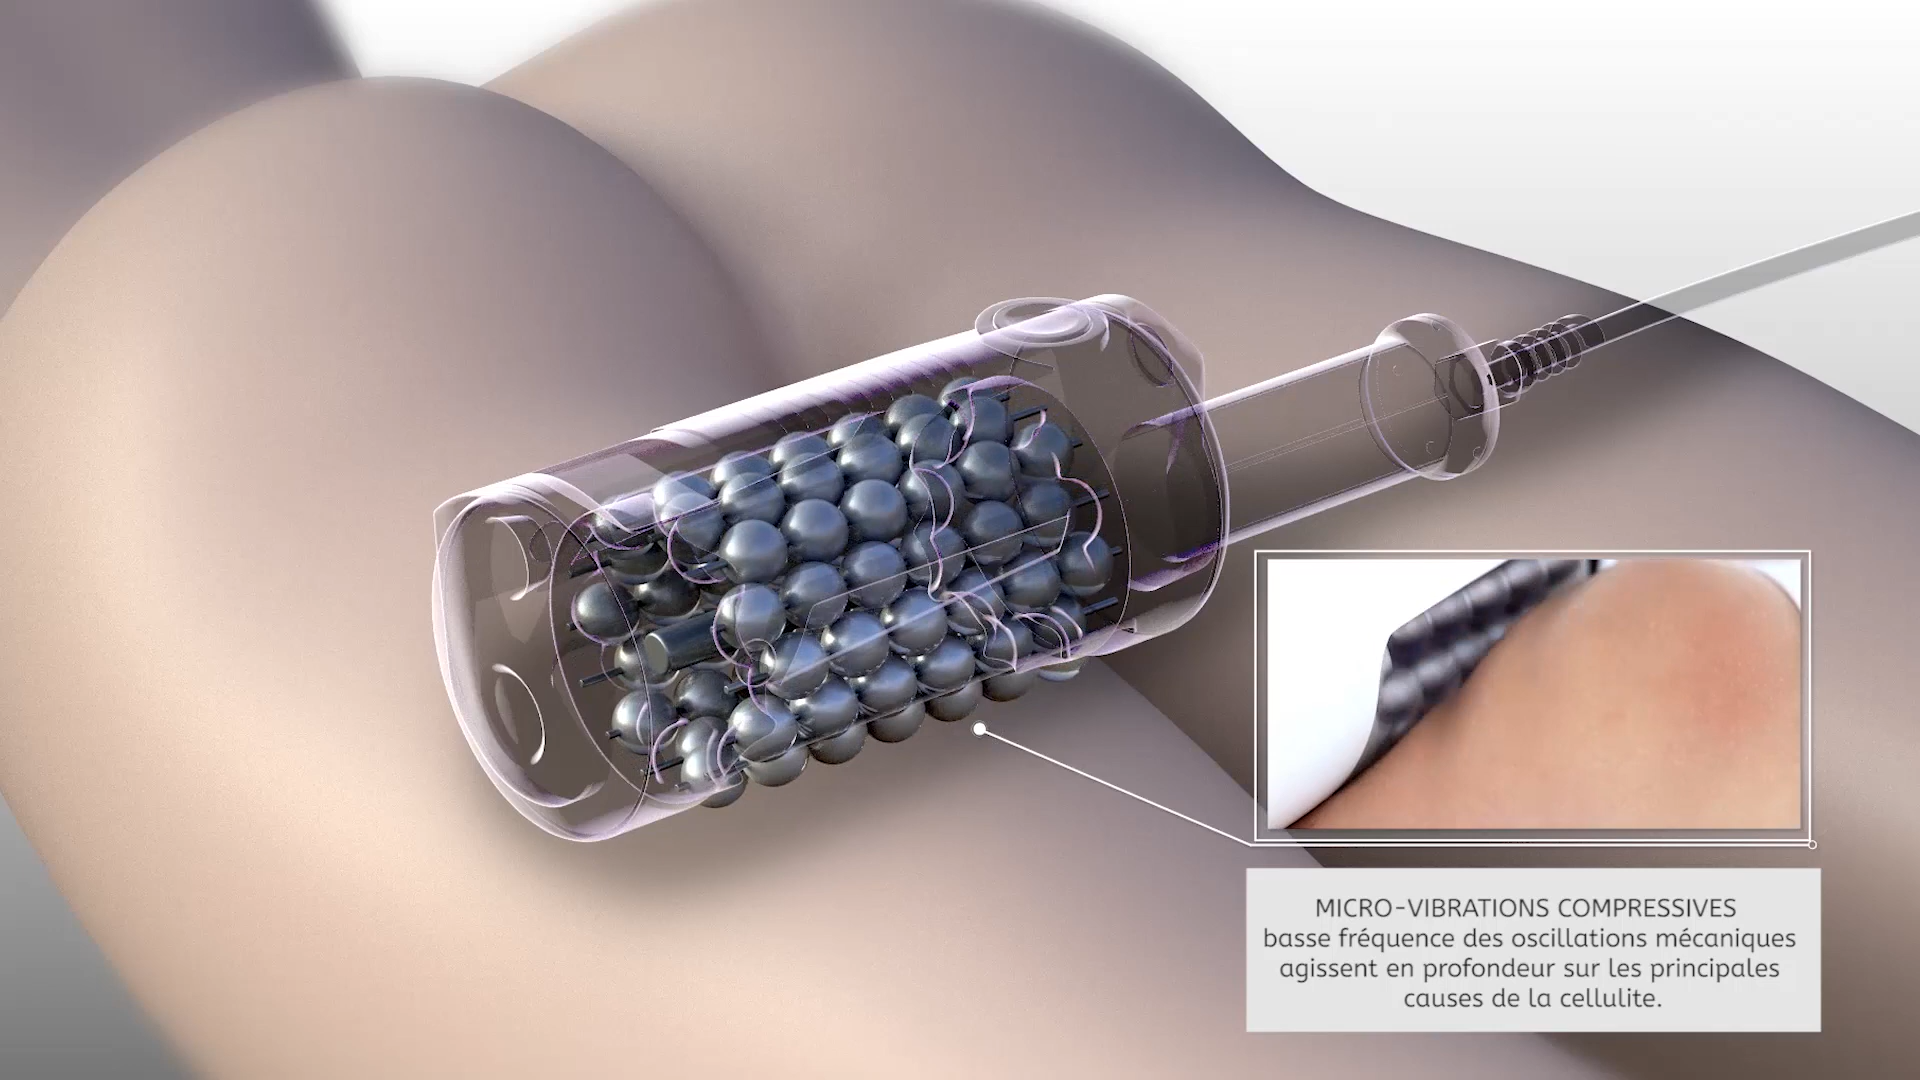 MICRO-VIBRATIONS COMPRESSIVES
basse fréquence des oscillations mécaniques
agissent en profondeur sur les principales
causes de la cellulite.